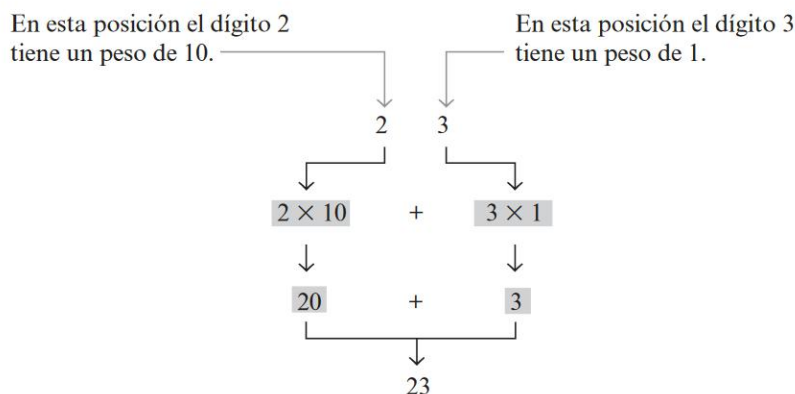 En esta posición el dígito 2
tiene un peso de 10.
En esta posición el dígito 3
tiene un peso de 1.
2 3
2 × 10 + 3 × 1
20 + 3
23